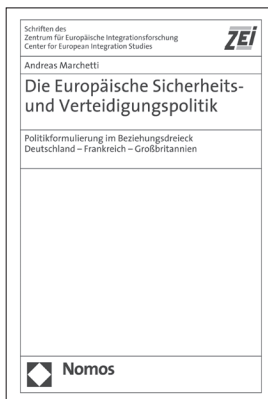 Schriften des
Zentrum für Europäische Integrationsforschung
Center for European Integration Studies
ZEI
Andreas Marchetti
Die Europäische Sicherheits-
und Verteidigungspolitik
Politikformulierung im Beziehungsdreieck
Deutschland – Frankreich – Großbritannien
Nomos